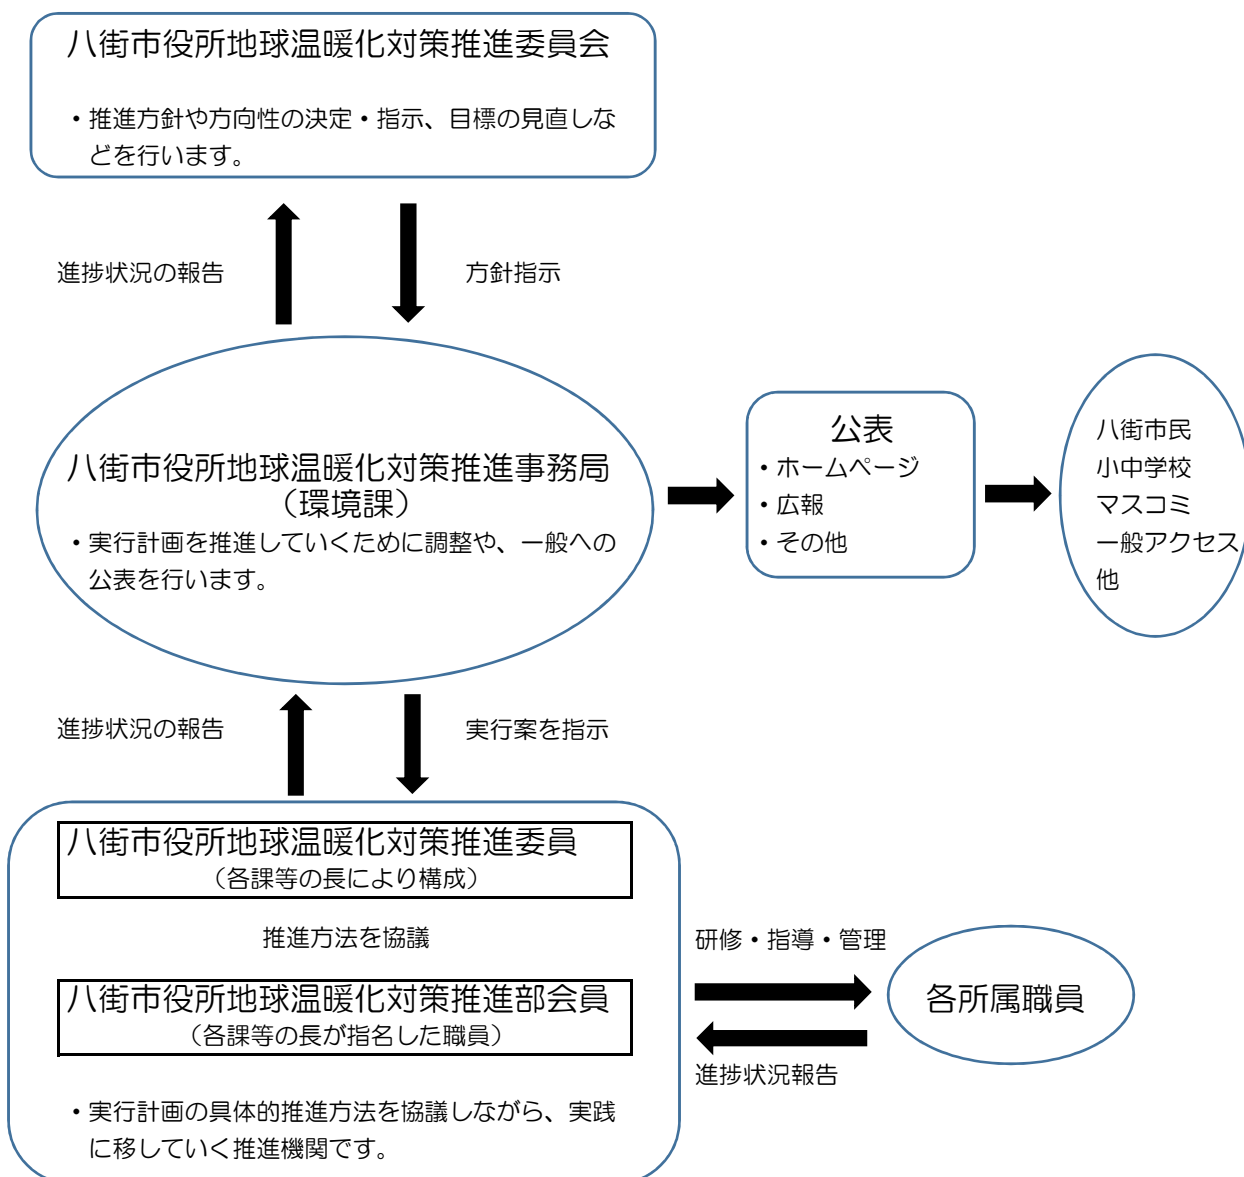 八街市役所地球温暖化対策推進委員会
・推進方針や方向性の決定・指示、目標の見直しな
どを行います。
進捗状況の報告
方針指示
八街市役所地球温暖化対策推進事務局
（環境課）
・実行計画を推進していくために調整や、一般への
公表を行います。
公表
・ホームページ
・広報
・その他
八街市民
小中学校
マスコミ
一般アクセス
他
進捗状況の報告
実行案を指示
八街市役所地球温暖化対策推進委員
（各課等の長により構成）
推進方法を協議
八街市役所地球温暖化対策推進部会員
（各課等の長が指名した職員）
・実行計画の具体的推進方法を協議しながら、実践
に移していく推進機関です。
研修・指導・管理
各所属職員
進捗状況報告